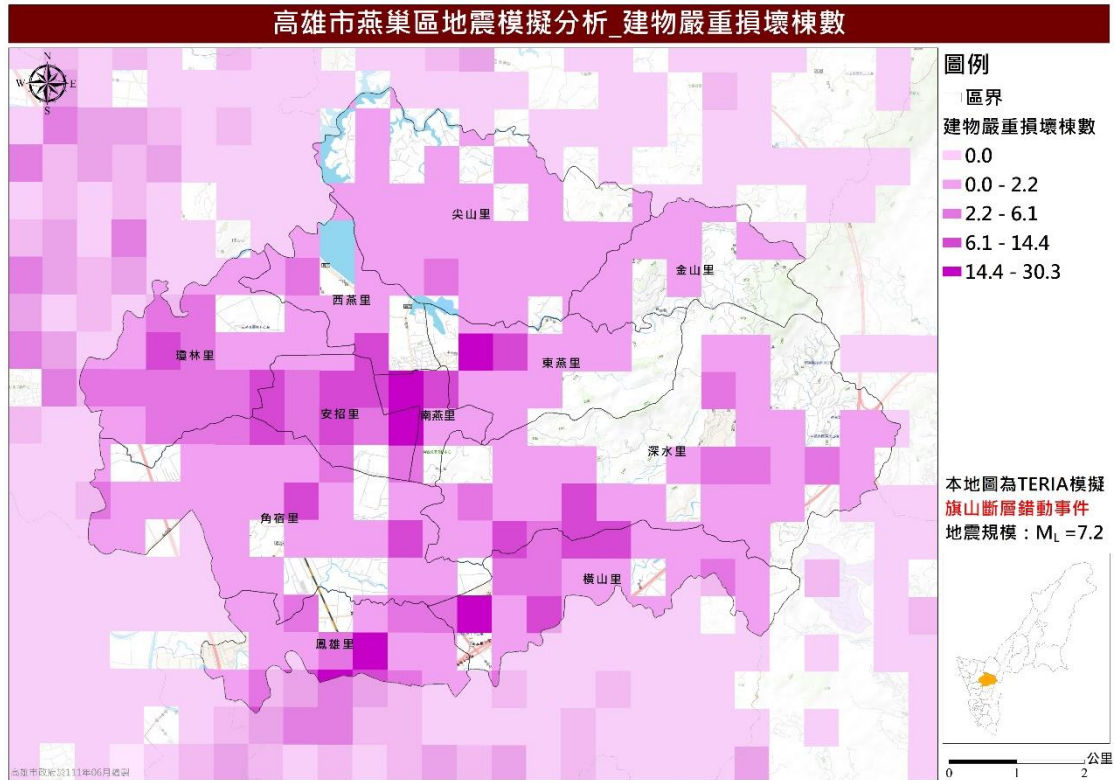 高雄市燕巢區地震模擬分析_建物嚴重損壞棟數
N
W
E
S
尖山里
金山里
西燕里
瓊林里
東燕里
安招里
南燕里
深水里
角宿里
橫山里
鳳雄里
高雄市政府於111年06月繪製
圖例
區界
建物嚴重損壞棟數
0.0
0.0 - 2.2
2.2 - 6.1
6.1 - 14.4
14.4 - 30.3
本地圖為TERIA模擬
旗山斷層錯動事件
地震規模：ML =7.2
公里
0 1 2